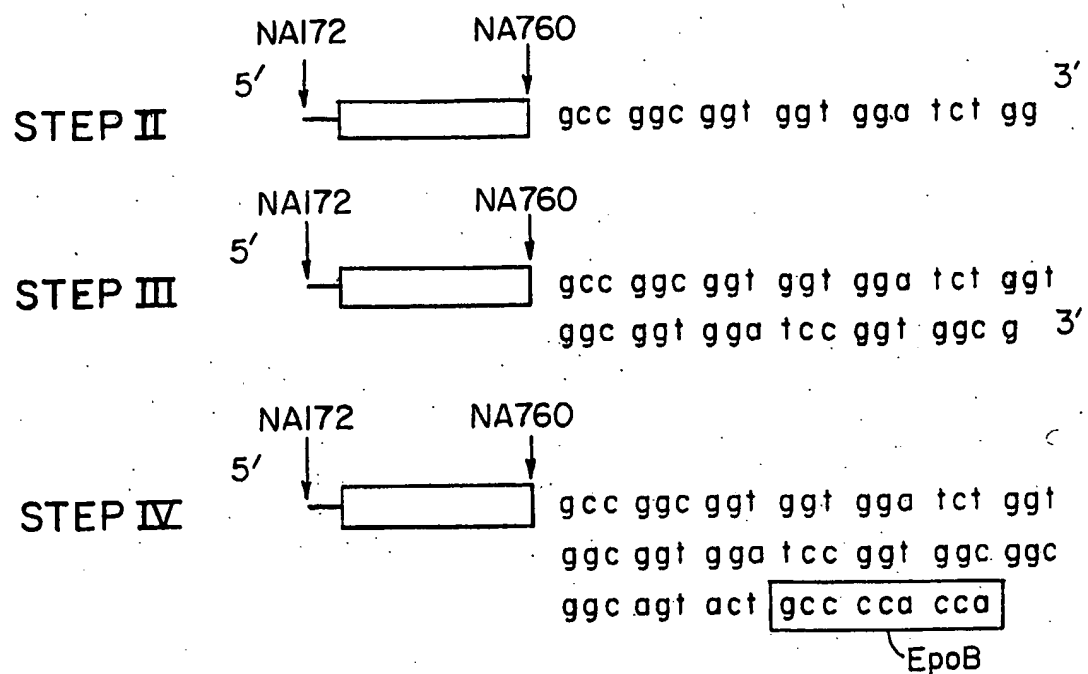 NA172 NA760
5' 3'
STEP II gcc ggc ggt ggt gga tct gg
NA172 NA760
5'
STEP III gcc ggc ggt ggt gga tct ggt
ggc ggt gga tcc ggt ggc g 3'
NA172 NA760
5'
STEP IV gcc ggc ggt ggt gga tct ggt
ggc ggt gga tcc ggt ggc ggc
ggc agt act gcc cca cca
EpoB